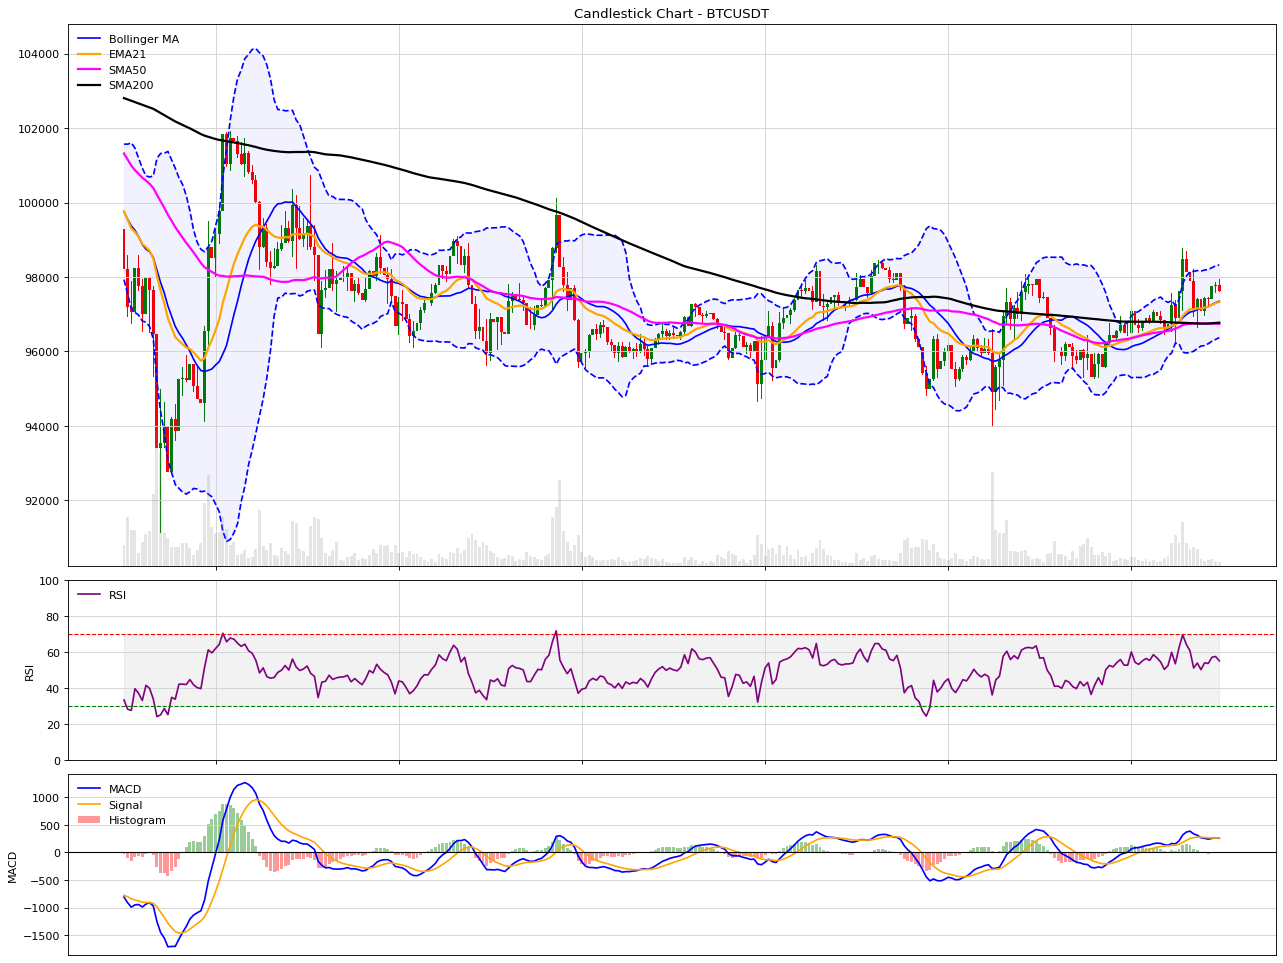 Candlestick Chart - BTCUSDT
Bollinger MA
EMA21
SMA50
SMA200
104000
102000
100000
98000
96000
94000
92000
RSI
100
80
60
40
20
0
RSI
MACD
Signal
Histogram
1000
500
0
−500
−1000
−1500
MACD